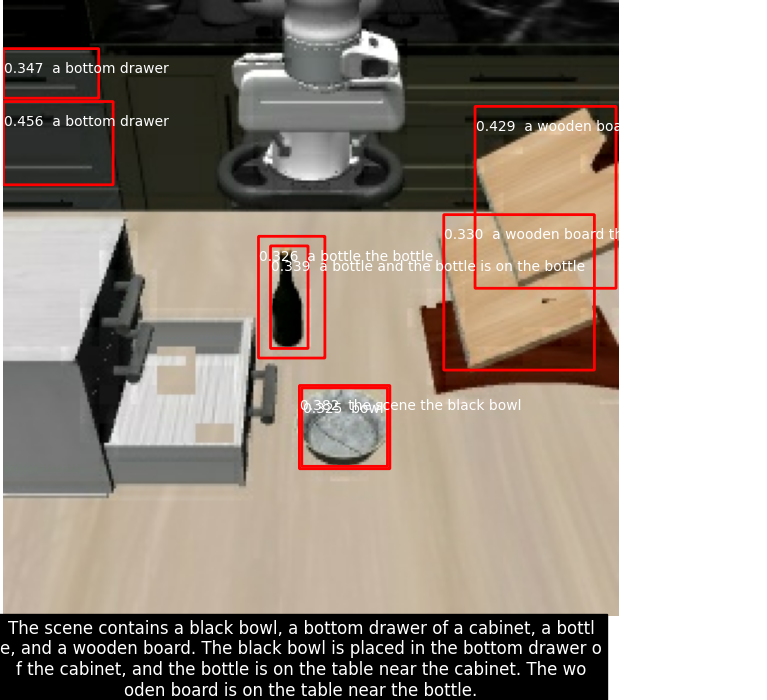 0.347  a bottom drawer
0.456  a bottom drawer
0.429  a wooden boa
0.330  a wooden board th
0.326  a bottle the bottle
0.339  a bottle and the bottle is on the bottle
0.382  the scene the black bowl
0.325  bowl
The scene contains a black bowl, a bottom drawer of a cabinet, a bottl
e, and a wooden board. The black bowl is placed in the bottom drawer o
f the cabinet, and the bottle is on the table near the cabinet. The wo
oden board is on the table near the bottle.